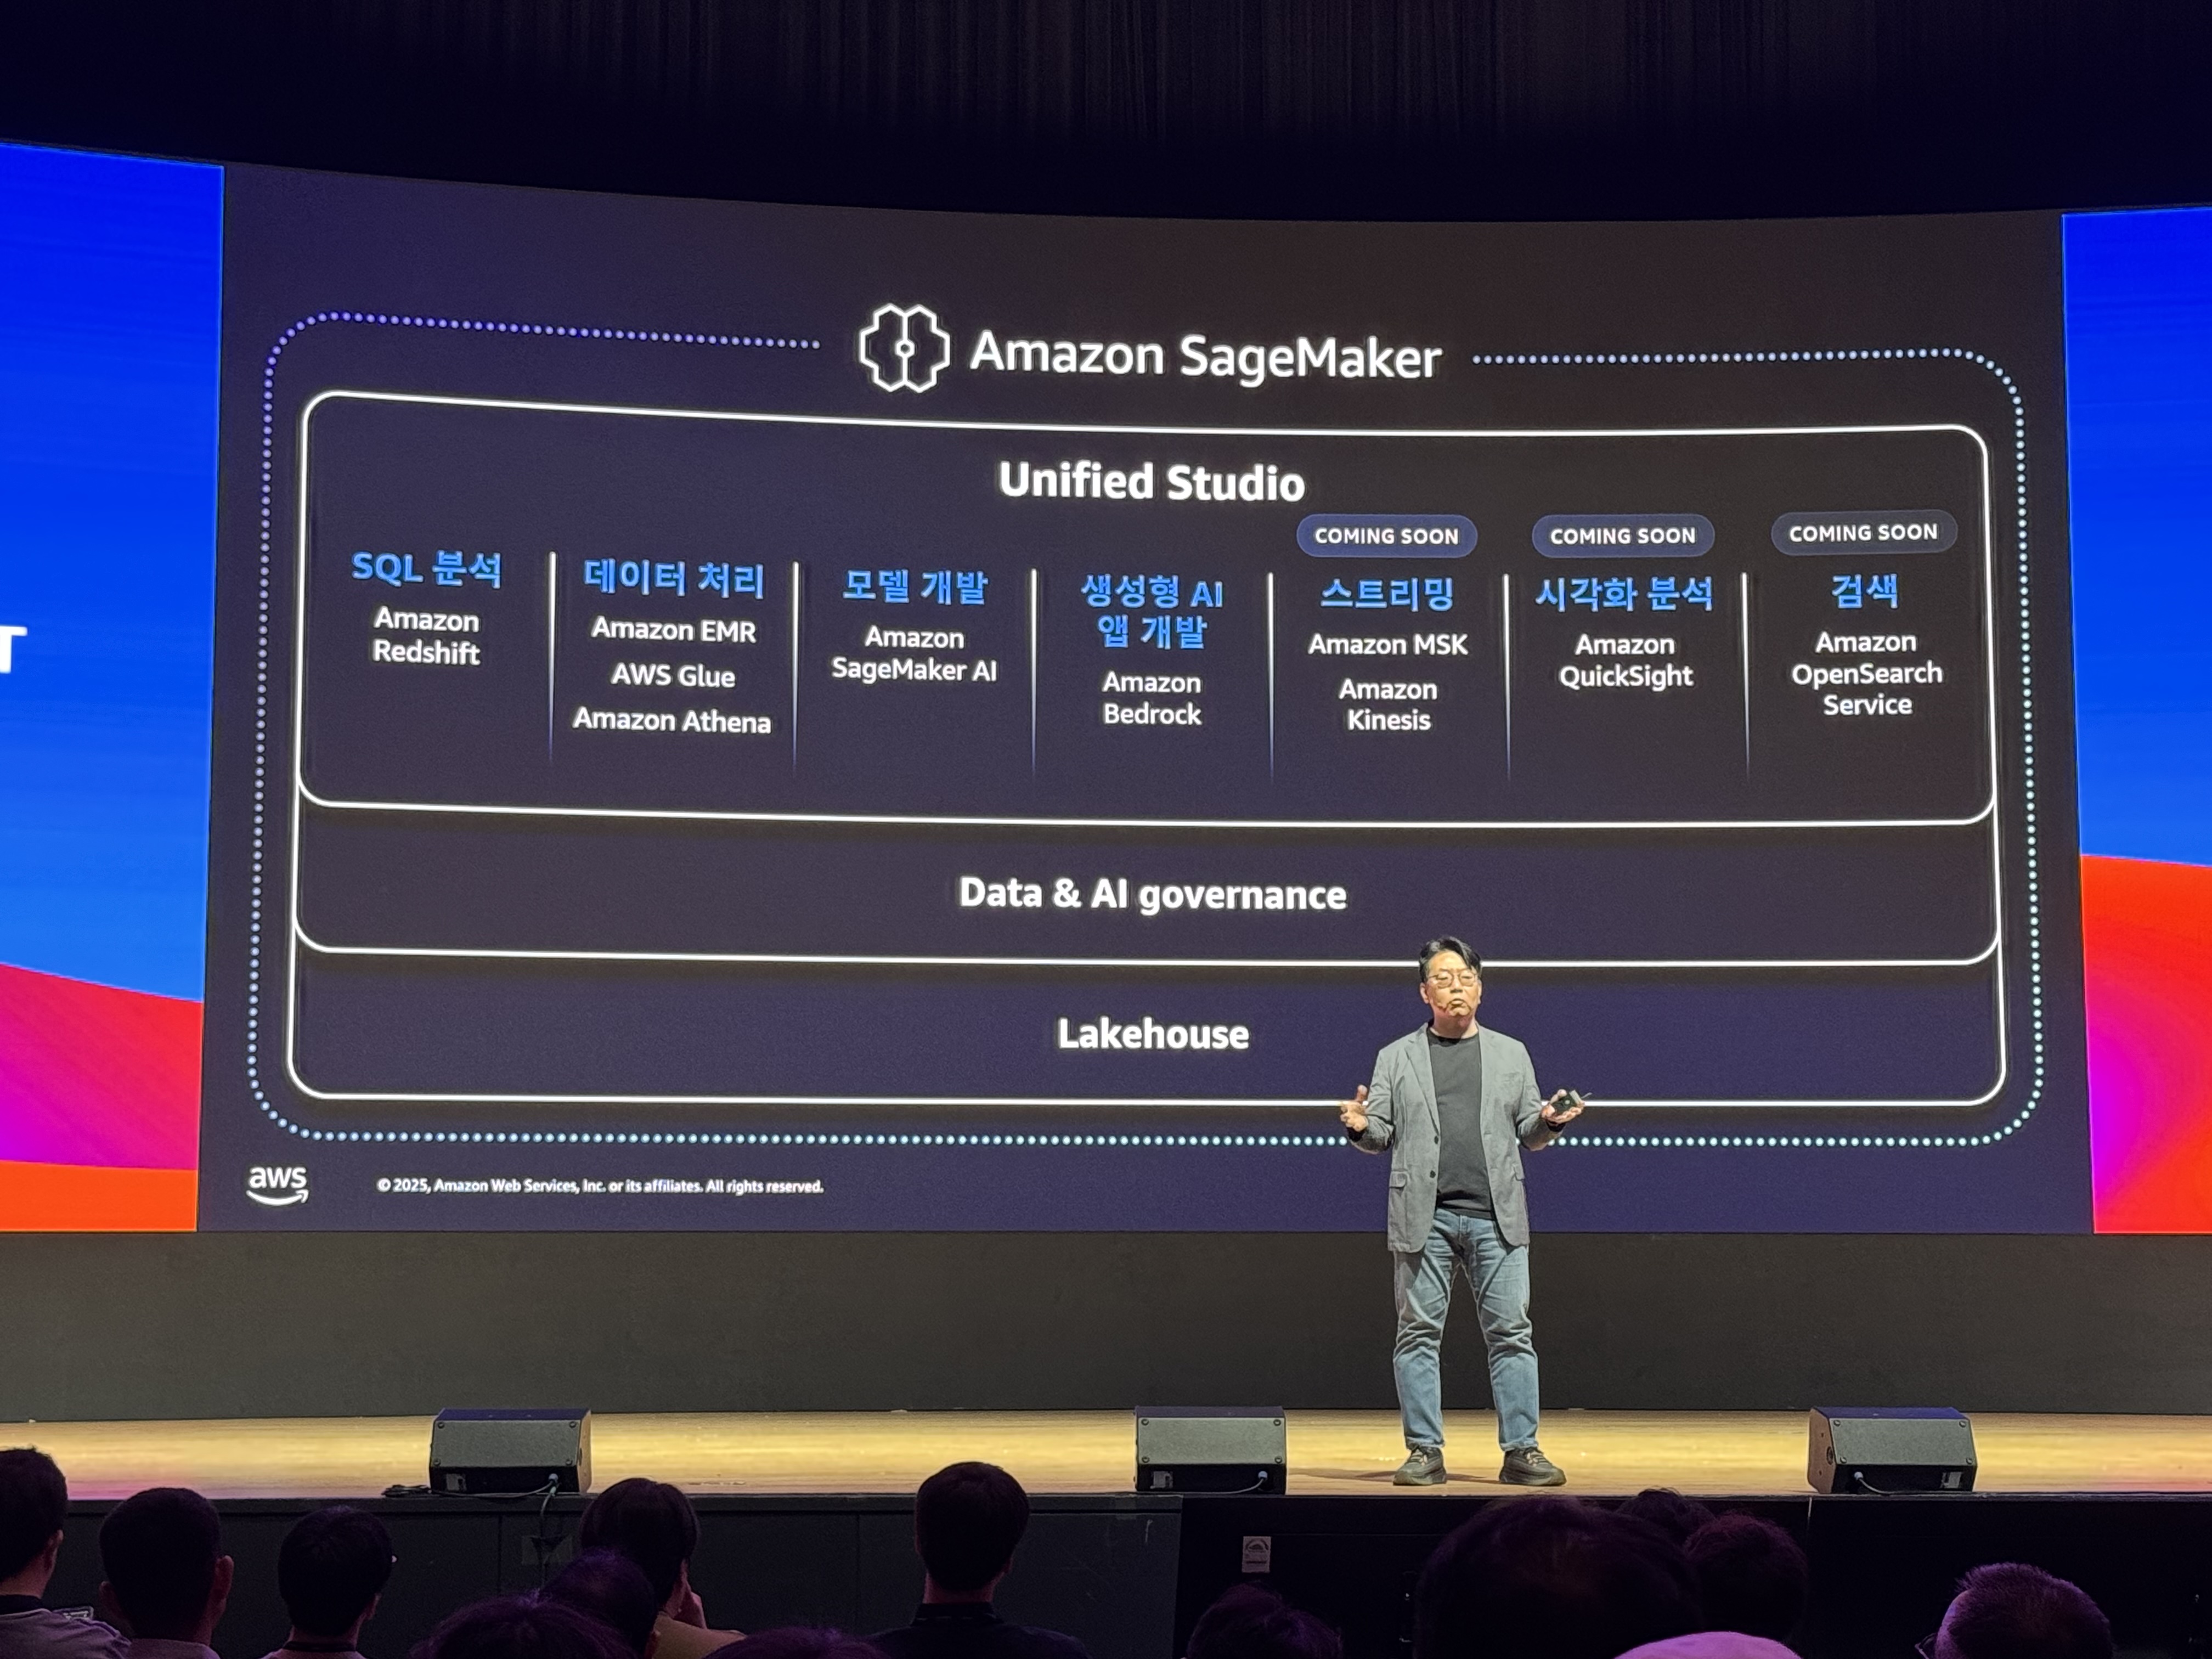 Amazon SageMaker
Unified Studio
SQL 분석
Amazon
Redshift
데이터 처리
Amazon EMR
AWS Glue
Amazon Athena
모델 개발
Amazon
SageMaker AI
생성형 AI
앱 개발
Amazon
Bedrock
COMING SOON
스트리밍
Amazon MSK
Amazon
Kinesis
COMING SOON
시각화 분석
Amazon
QuickSight
COMING SOON
검색
Amazon
OpenSearch
Service
Data & AI governance
Lakehouse
aws
© 2025, Amazon Web Services, Inc. or its affiliates. All rights reserved.
T